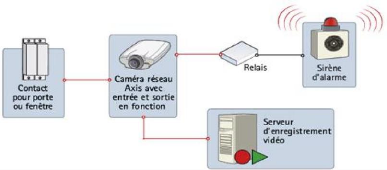 Contact
pour porte
ou fenêtre
Caméra réseau
Axis avec
entrée et sortie
en fonction
Relais
Sirène
d'alarme
Serveur
d'enregistrement
vidéo